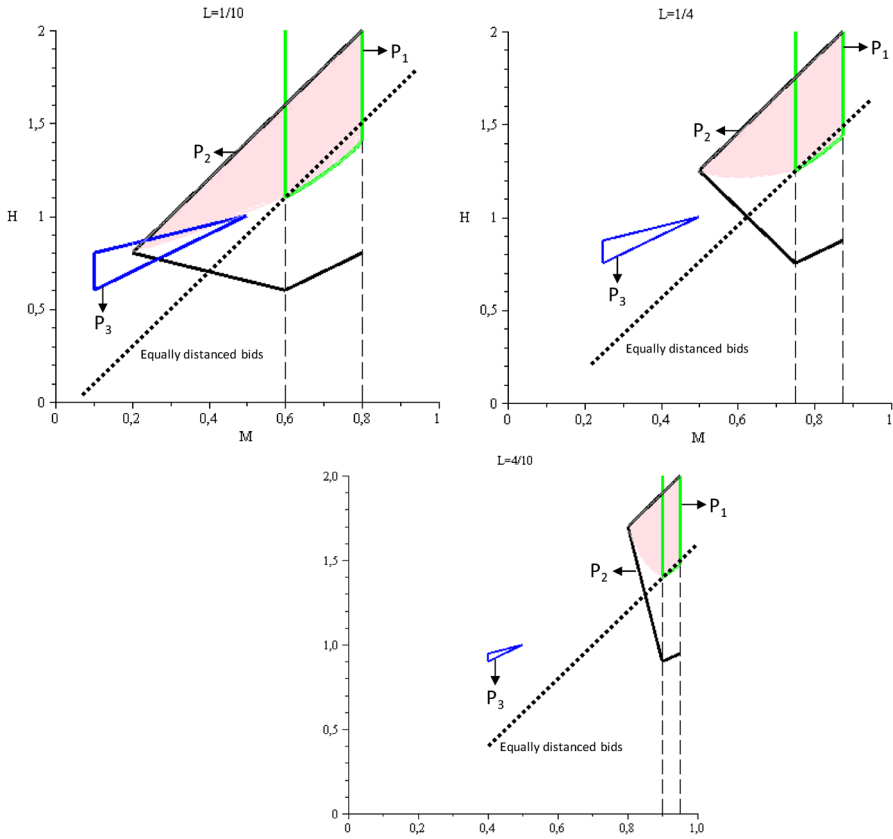 L=1/10
2
P1
1,5
P2
H
1
P3
0,5
Equally distanced bids
0
0
0,2
0,4
0,6
0,8
1
M
L=1/4
2
P1
1,5
P2
H
1
P3
0,5
Equally distanced bids
0
0
0,2
0,4
0,6
0,8
1
M
L=4/10
2,0
P1
1,5
P2
1,0
P3
0,5
Equally distanced bids
0
0
0,2
0,4
0,6
0,8
1,0